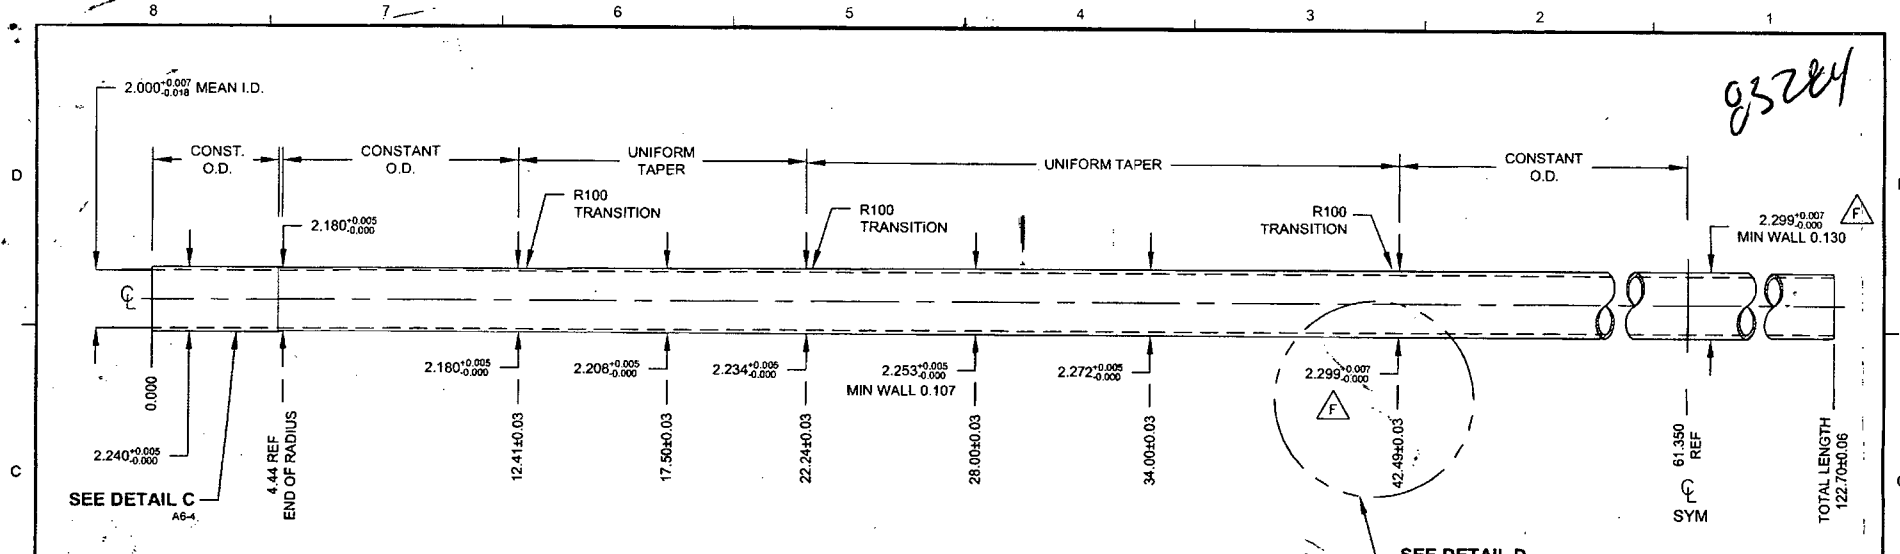 8 7 6 5 4 3 2 1
g3284
2.000+0.007-0.018 MEAN I.D.
D
CONST.
O.D.
CONSTANT
O.D.
UNIFORM
TAPER
UNIFORM TAPER
CONSTANT
O.D.
R100
TRANSITION
R100
TRANSITION
R100
TRANSITION
2.180+0.005-0.000
2.299+0.007-0.000
MIN WALL 0.130
F
CL
2.180+0.005-0.000
2.208+0.005-0.000
2.234+0.005-0.000
2.253+0.005-0.000
MIN WALL 0.107
2.272+0.005-0.000
2.299+0.007-0.000
F
0.000
2.240+0.005-0.000
4.44 REF
END OF RADIUS
12.41±0.03
17.50±0.03
22.24±0.03
28.00±0.03
34.00±0.03
42.49±0.03
61.350
REF
CL
SYM
TOTAL LENGTH
122.70±0.06
C
SEE DETAIL C
A6-4
SEE DETAIL D